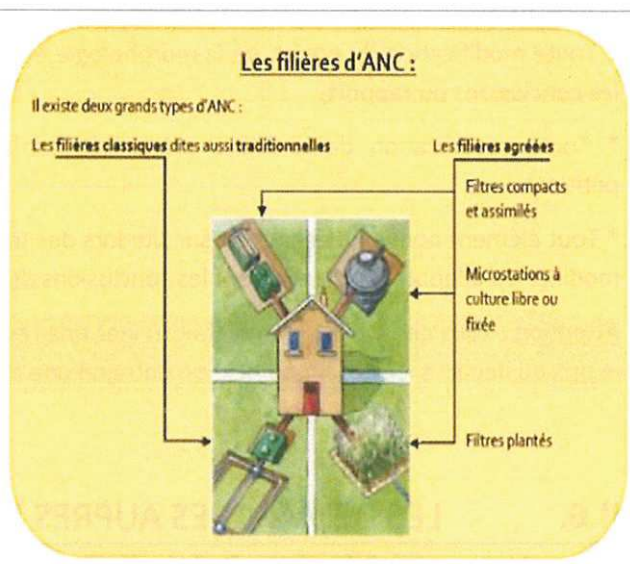 Les filières d'ANC :
Il existe deux grands types d'ANC :
Les filières classiques dites aussi traditionnelles
Les filières agréées
Filtres compacts
et assimilés
Microstations à
culture libre ou
fixée
Filtres plantés